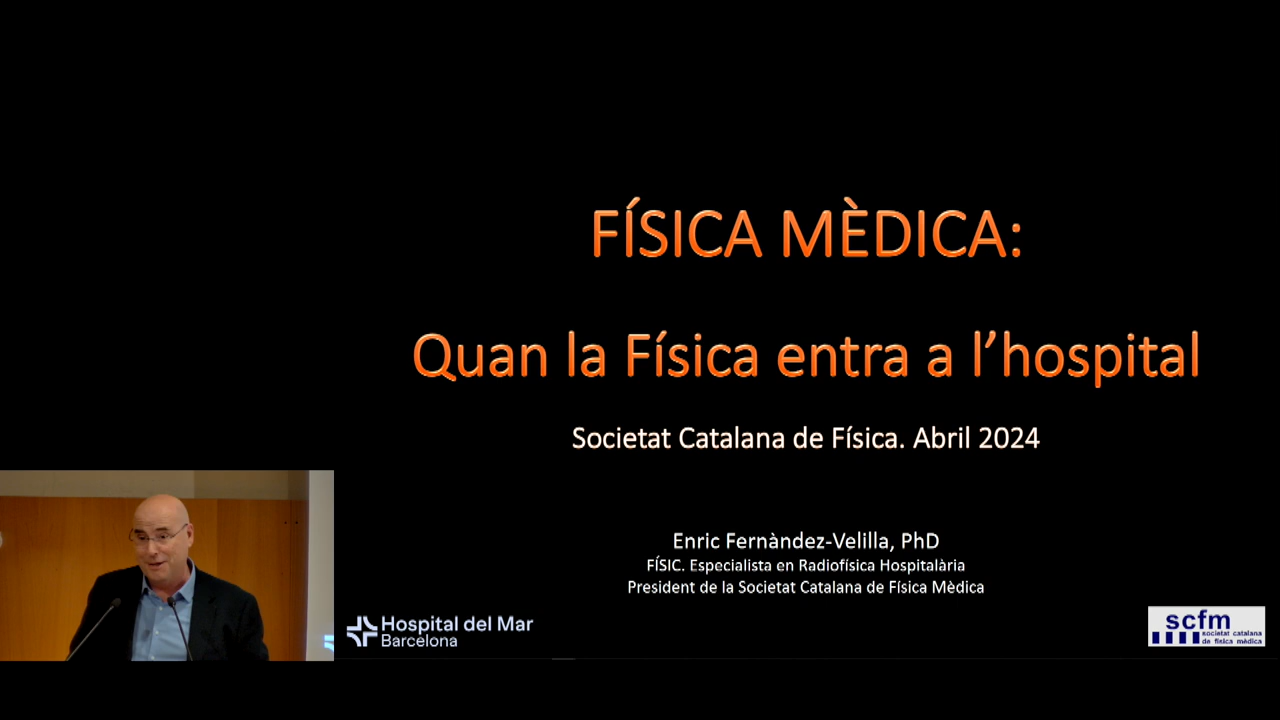 FÍSICA MÈDICA:
Quan la Física entra a l’hospital
Societat Catalana de Física. Abril 2024
Enric Fernàndez-Velilla, PhD
FÍSIC. Especialista en Radiofísica Hospitalària
President de la Societat Catalana de Física Mèdica
Hospital del Mar
Barcelona
scfm
societat catalana
de física mèdica